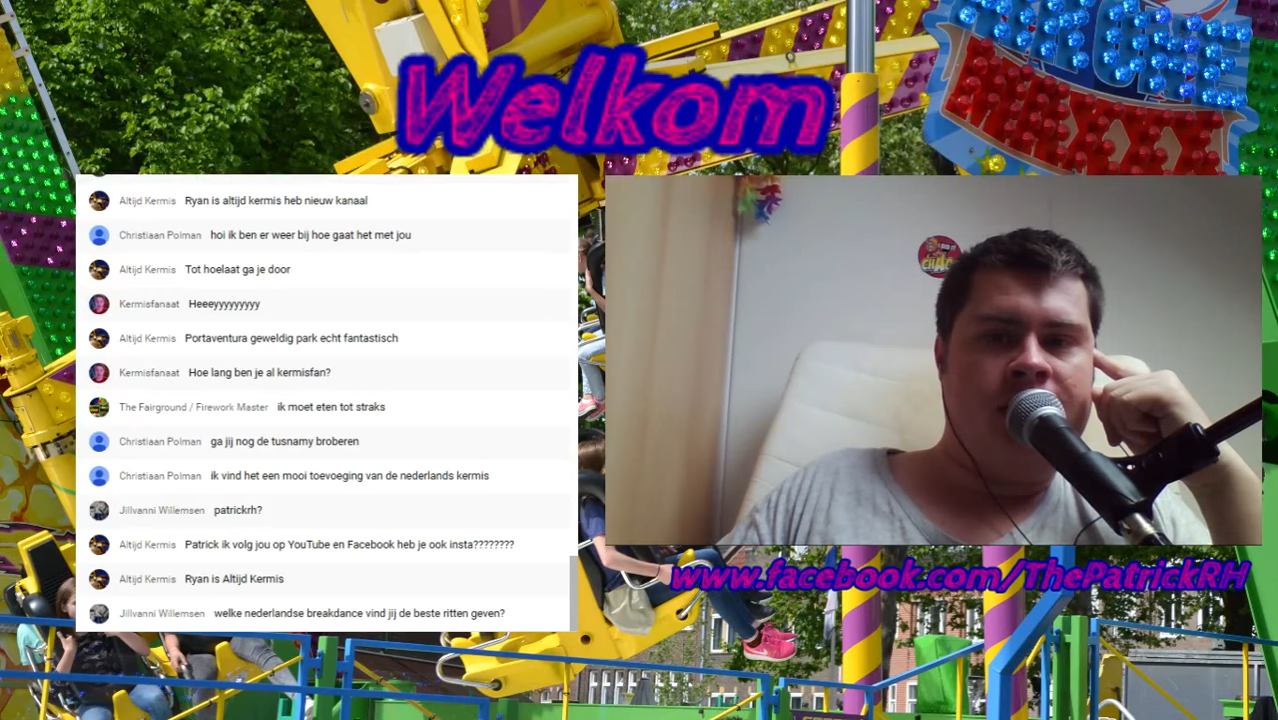 Welkom
Altijd Kermis Ryan is altijd kermis heb nieuw kanaal
Christiaan Polman hoi ik ben er weer bij hoe gaat het met jou
Altijd Kermis Tot hoelaat ga je door
Kermisfanaat Heeeyyyyyyyyy
Altijd Kermis Portaventura geweldig park echt fantastisch
Kermisfanaat Hoe lang ben je al kermisfan?
The Fairground / Firework Master ik moet eten tot straks
Christiaan Polman ga jij nog de tusnamy broberen
Christiaan Polman ik vind het een mooi toevoeging van de nederlands kermis
Jillvanni Willemsen patrickrh?
Altijd Kermis Patrick ik volg jou op YouTube en Facebook heb je ook insta????????
Altijd Kermis Ryan is Altijd Kermis
Jillvanni Willemsen welke nederlandse breakdance vind jij de beste ritten geven?
www.facebook.com/ThePatrickRH